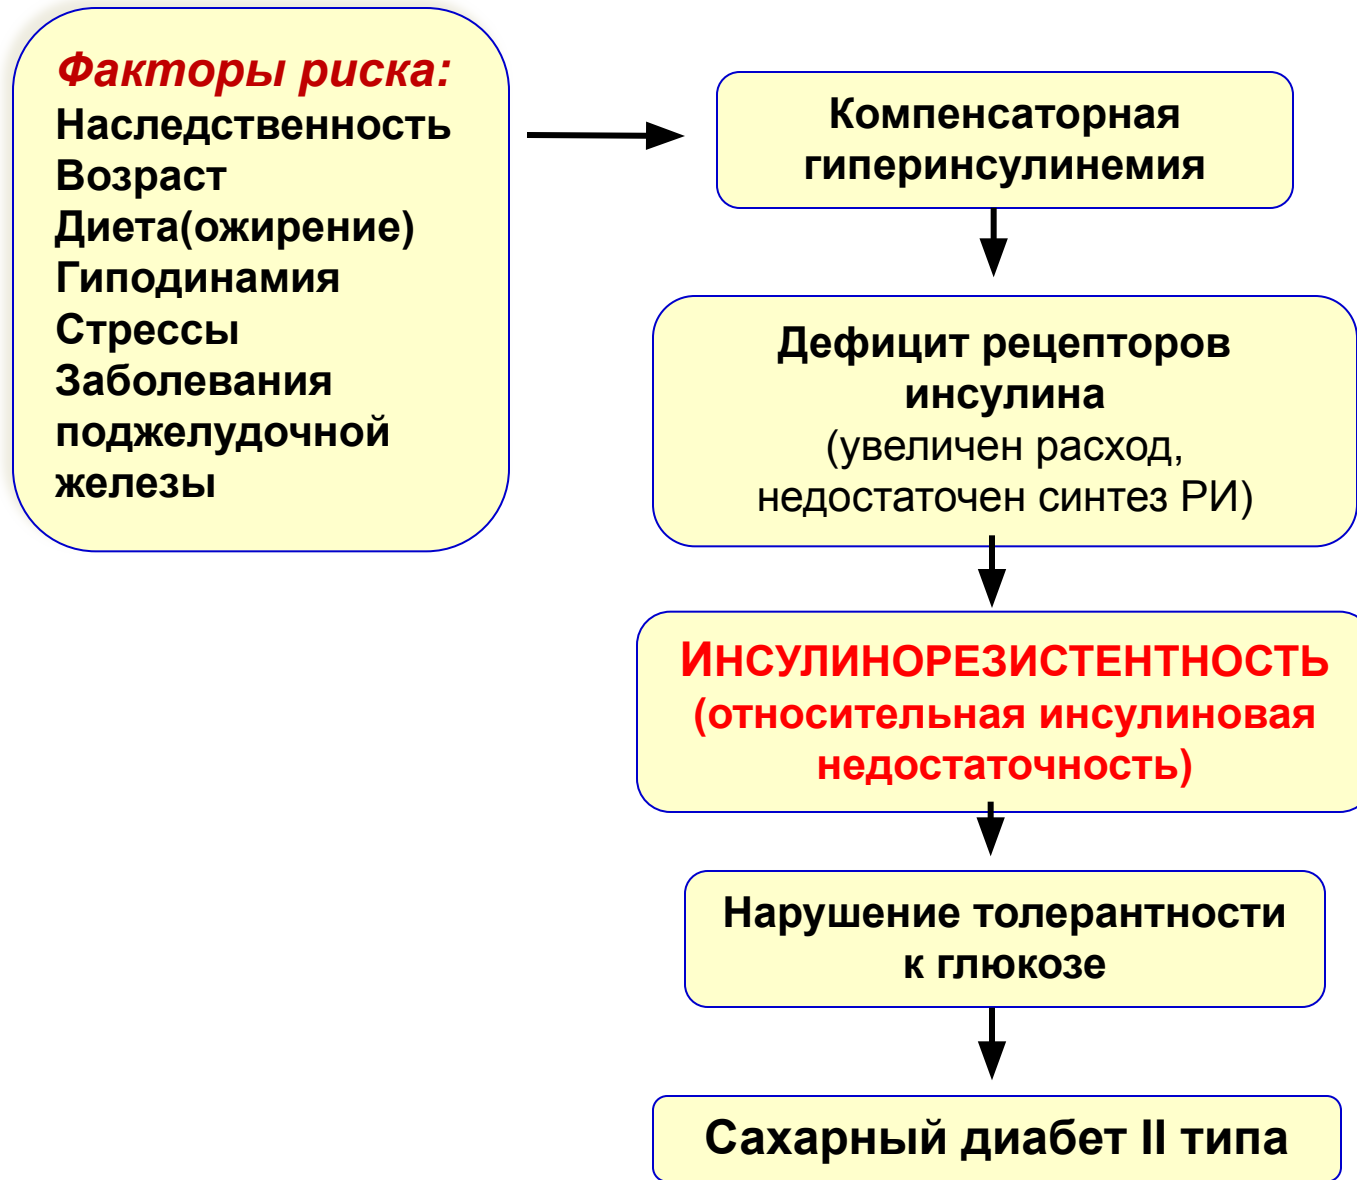 Факторы риска:
Наследственность
Возраст
Диета(ожирение)
Гиподинамия
Стрессы
Заболевания
поджелудочной
железы
Компенсаторная
гиперинсулинемия
Дефицит рецепторов
инсулина
(увеличен расход,
недостаточен синтез РИ)
ИНСУЛИНОРЕЗИСТЕНТНОСТЬ
(относительная инсулиновая
недостаточность)
Нарушение толерантности
к глюкозе
Сахарный диабет II типа